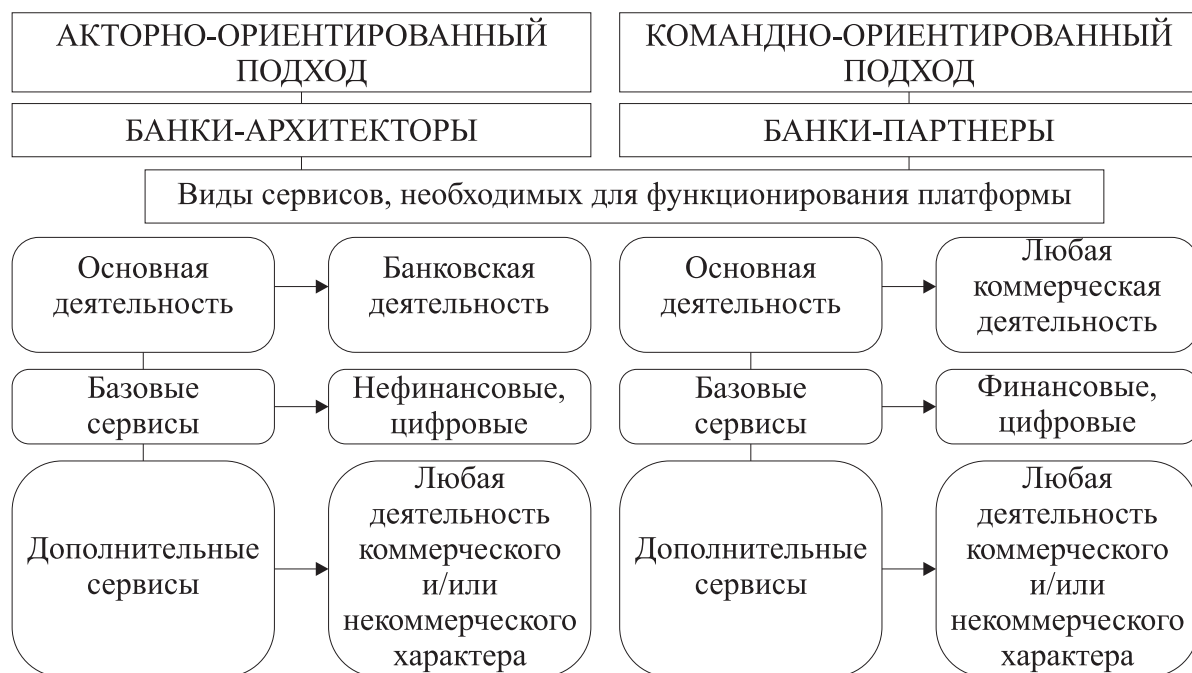 АКТОРНО-ОРИЕНТИРОВАННЫЙ
ПОДХОД
КОМАНДНО-ОРИЕНТИРОВАННЫЙ
ПОДХОД
БАНКИ-АРХИТЕКТОРЫ
БАНКИ-ПАРТНЕРЫ
Виды сервисов, необходимых для функционирования платформы
Основная
деятельность
Банковская
деятельность
Основная
деятельность
Любая
коммерческая
деятельность
Базовые
сервисы
Нефинансовые,
цифровые
Базовые
сервисы
Финансовые,
цифровые
Дополнительные
сервисы
Любая
деятельность
коммерческого
и/или
некоммерческого
характера
Дополнительные
сервисы
Любая
деятельность
коммерческого
и/или
некоммерческого
характера